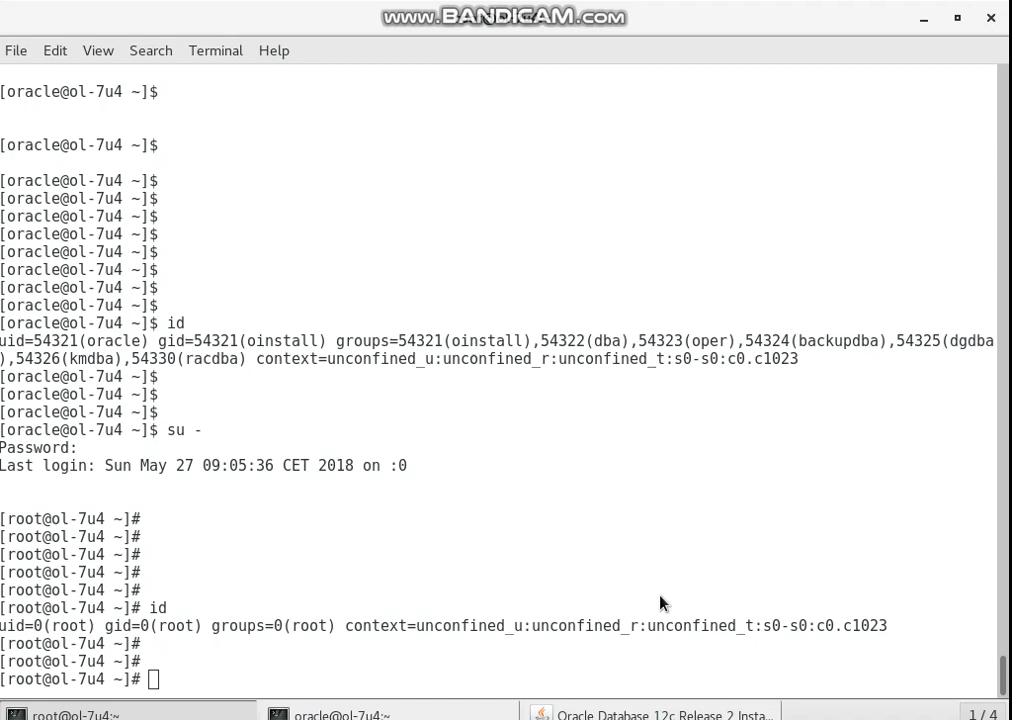 www.BANDICAM.com
File Edit View Search Terminal Help
[oracle@ol-7u4 ~]$
[oracle@ol-7u4 ~]$
[oracle@ol-7u4 ~]$
[oracle@ol-7u4 ~]$
[oracle@ol-7u4 ~]$
[oracle@ol-7u4 ~]$
[oracle@ol-7u4 ~]$
[oracle@ol-7u4 ~]$
[oracle@ol-7u4 ~]$
[oracle@ol-7u4 ~]$
[oracle@ol-7u4 ~]$ id
uid=54321(oracle) gid=54321(oinstall) groups=54321(oinstall),54322(dba),54323(oper),54324(backupdba),54325(dgdba
),54326(kmdba),54330(racdba) context=unconfined_u:unconfined_r:unconfined_t:s0-s0:c0.c1023
[oracle@ol-7u4 ~]$
[oracle@ol-7u4 ~]$
[oracle@ol-7u4 ~]$
[oracle@ol-7u4 ~]$ su -
Password:
Last login: Sun May 27 09:05:36 CET 2018 on :0
[root@ol-7u4 ~]#
[root@ol-7u4 ~]#
[root@ol-7u4 ~]#
[root@ol-7u4 ~]#
[root@ol-7u4 ~]#
[root@ol-7u4 ~]# id
uid=0(root) gid=0(root) groups=0(root) context=unconfined_u:unconfined_r:unconfined_t:s0-s0:c0.c1023
[root@ol-7u4 ~]#
[root@ol-7u4 ~]#
[root@ol-7u4 ~]#
root@ol-7u4:~ oracle@ol-7u4:~ Oracle Database 12c Release 2 Insta... 1 / 4